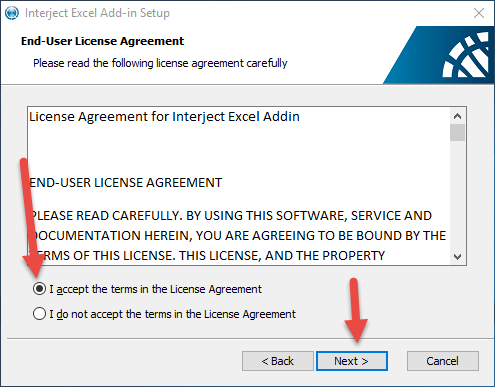 Interject Excel Add-in Setup
End-User License Agreement
Please read the following license agreement carefully
License Agreement for Interject Excel Addin
END-USER LICENSE AGREEMENT
PLEASE READ CAREFULLY. BY USING THIS SOFTWARE, SERVICE AND
DOCUMENTATION HEREIN, YOU ARE AGREEING TO BE BOUND BY THE
TERMS OF THIS LICENSE. THIS LICENSE, AND THE PROPERTY
I accept the terms in the License Agreement
I do not accept the terms in the License Agreement
< Back Next > Cancel